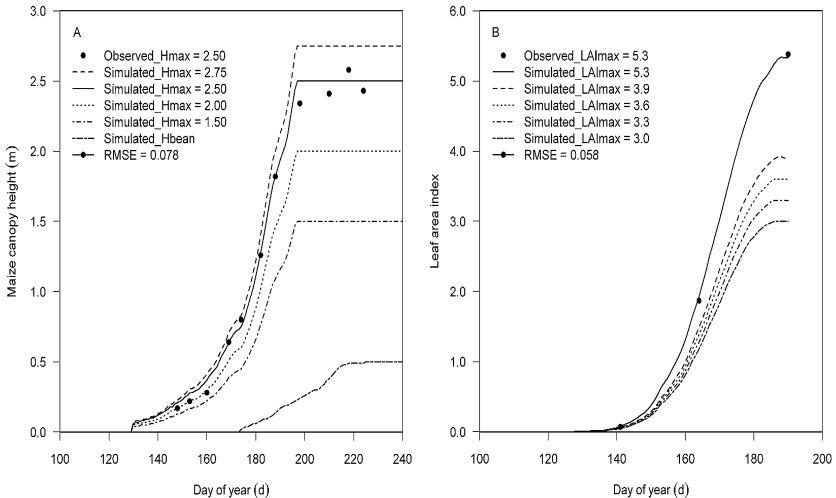 A
Observed_Hmax = 2.50
Simulated_Hmax = 2.75
Simulated_Hmax = 2.50
Simulated_Hmax = 2.00
Simulated_Hmax = 1.50
Simulated_Hbean
RMSE = 0.078
3.0
2.5
2.0
1.5
1.0
0.5
0.0
Maize canopy height (m)
100 120 140 160 180 200 220 240
Day of year (d)
B
Observed_LAImax = 5.3
Simulated_LAImax = 5.3
Simulated_LAImax = 3.9
Simulated_LAImax = 3.6
Simulated_LAImax = 3.3
Simulated_LAImax = 3.0
RMSE = 0.058
6.0
5.0
4.0
3.0
2.0
1.0
0.0
Leaf area index
100 120 140 160 180 200
Day of year (d)